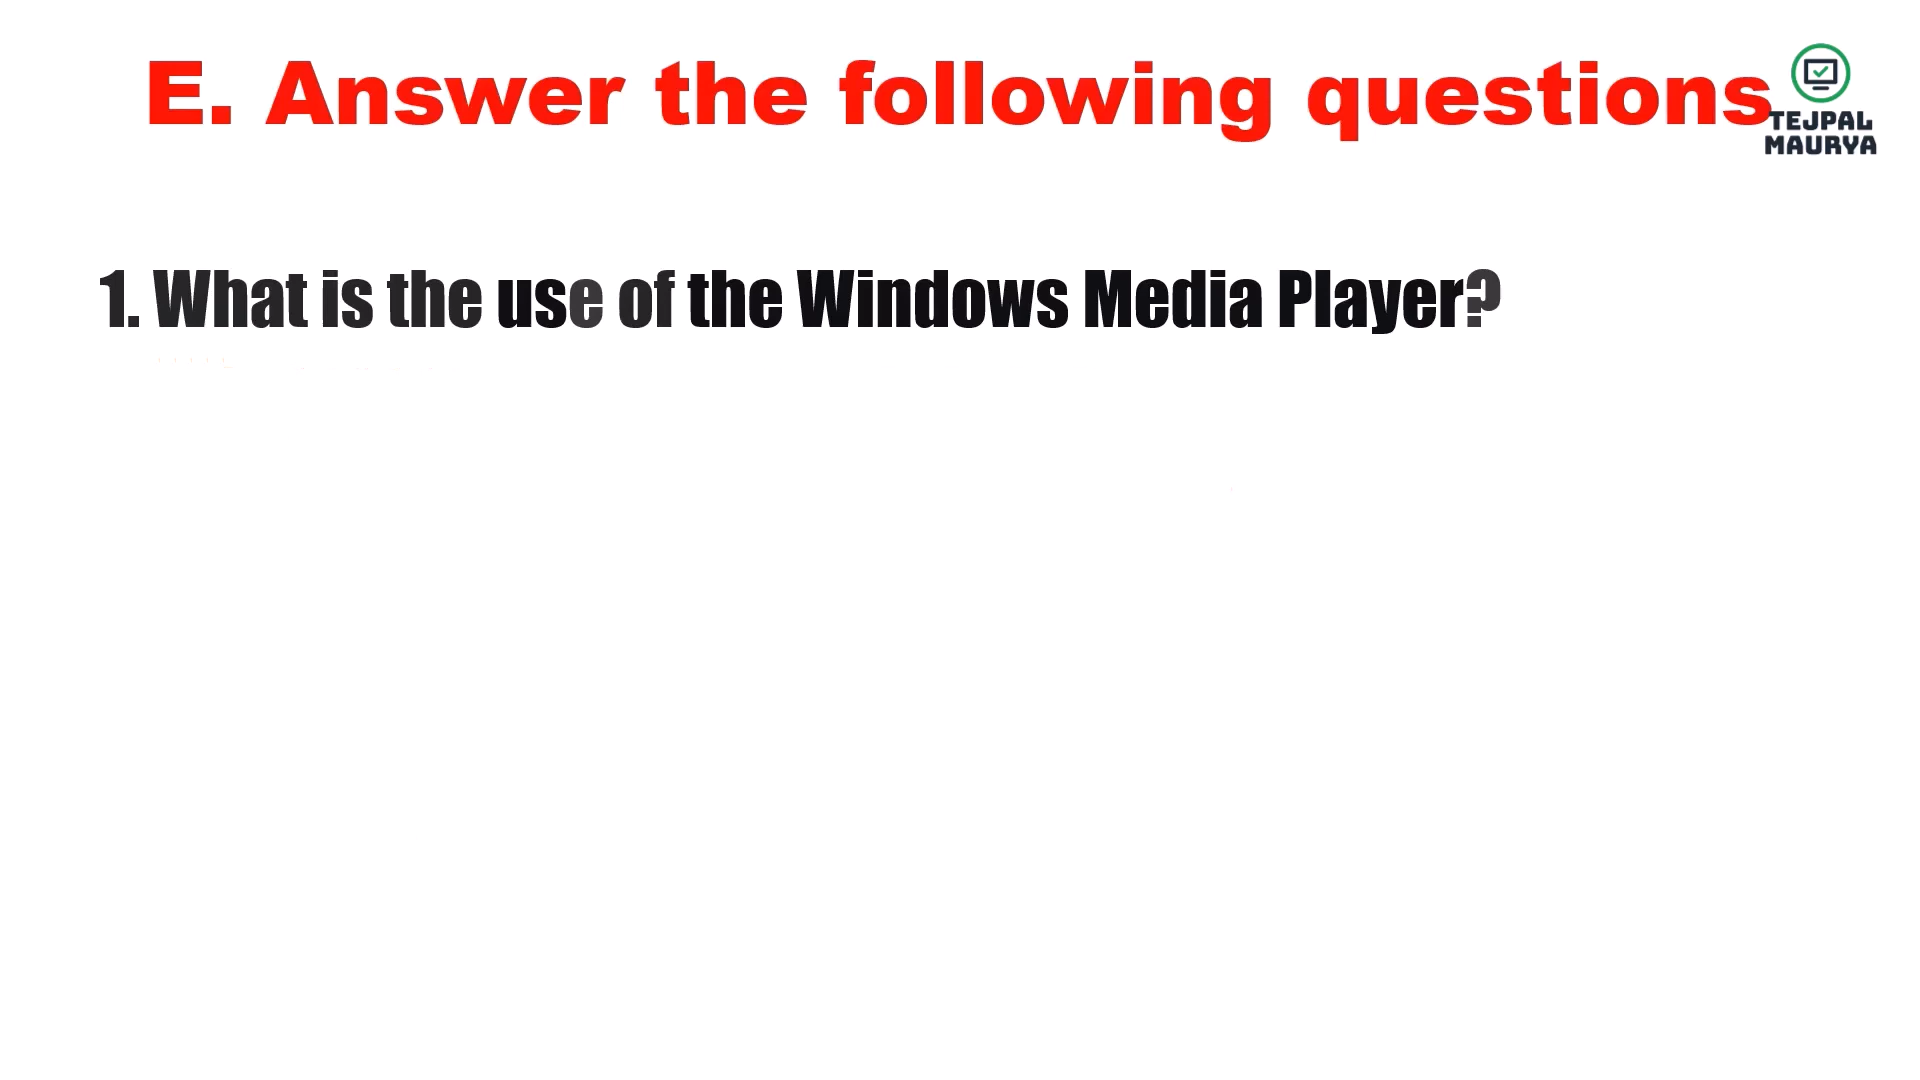 E. Answer the following questions
TEJPAL
MAURYA
1. What is the use of the Windows Media Player?